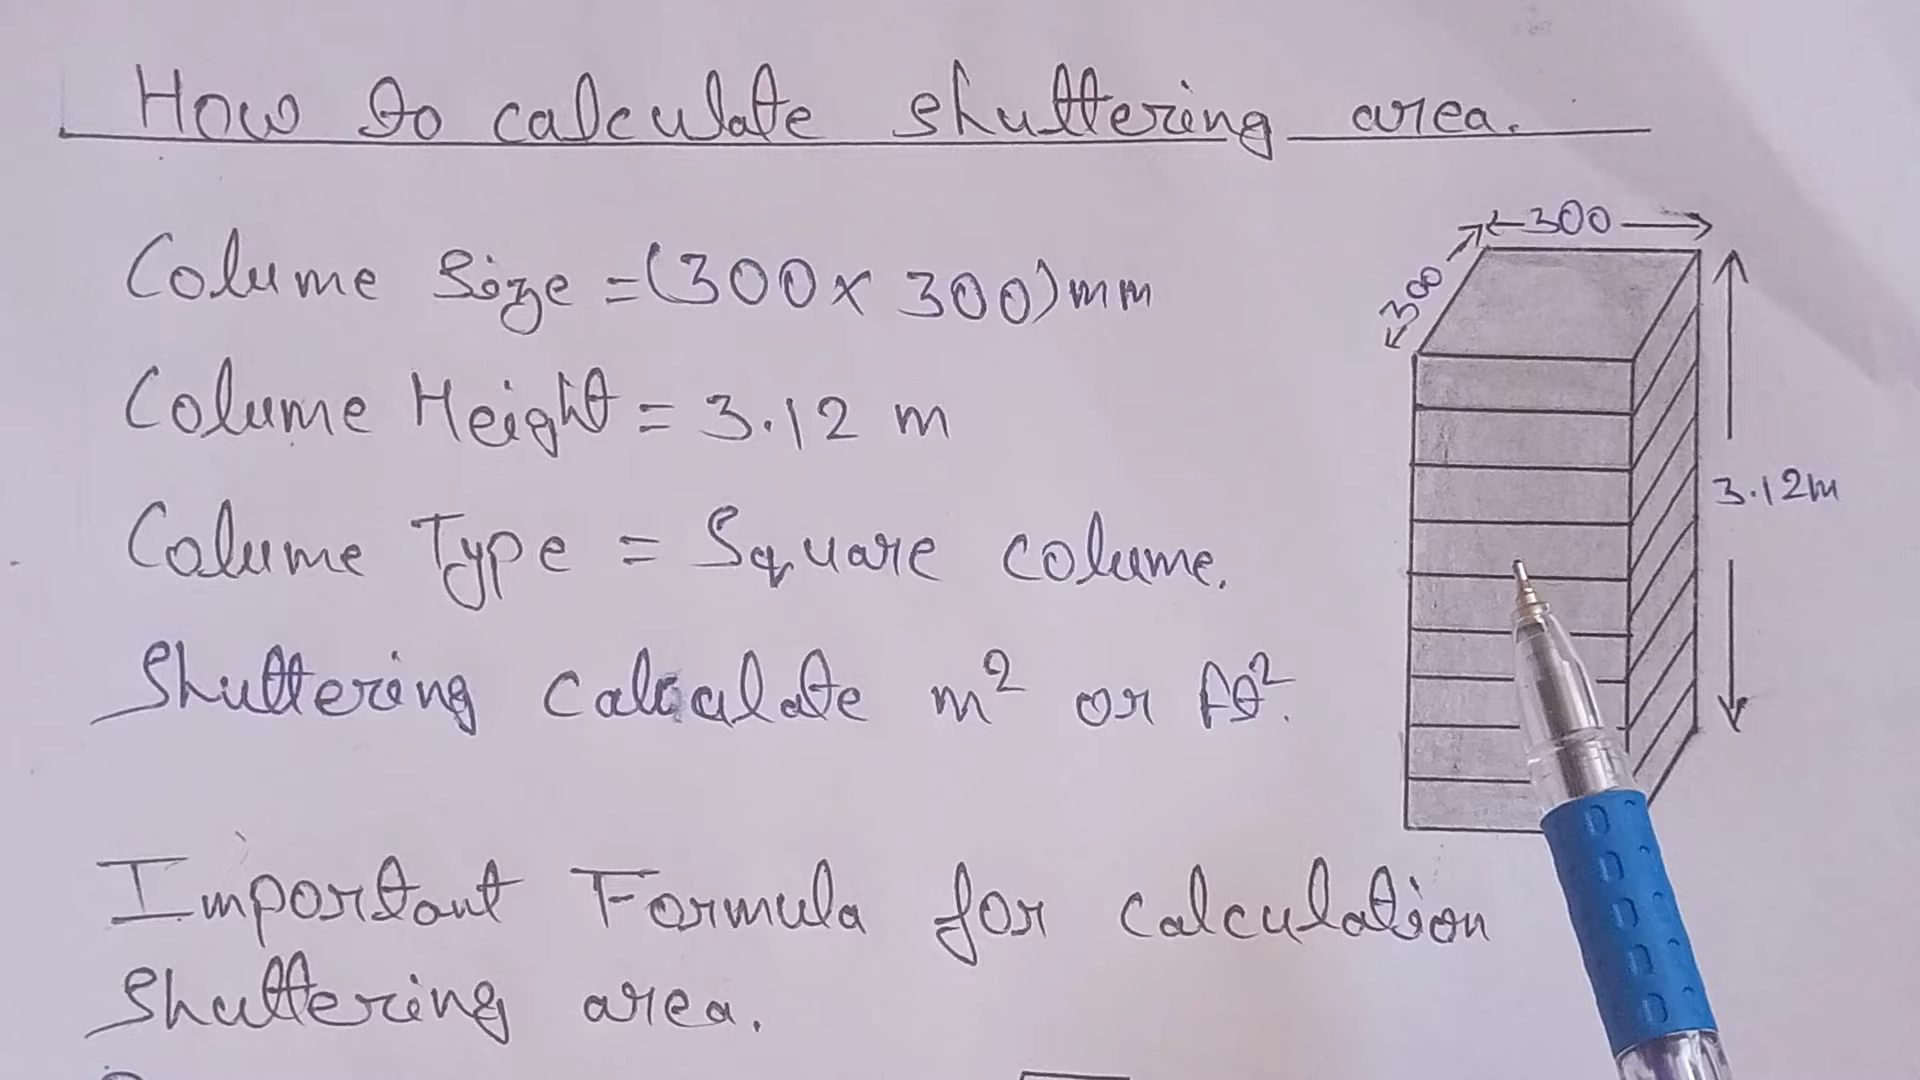 How to calculate shuttering area.
Colume Size = (300 x 300) mm
Colume Height = 3.12 m
Colume Type = Square colume.
Shuttering calculate m² or ft².
Important Formula for calculation
shuttering area.
300
300
3.12m